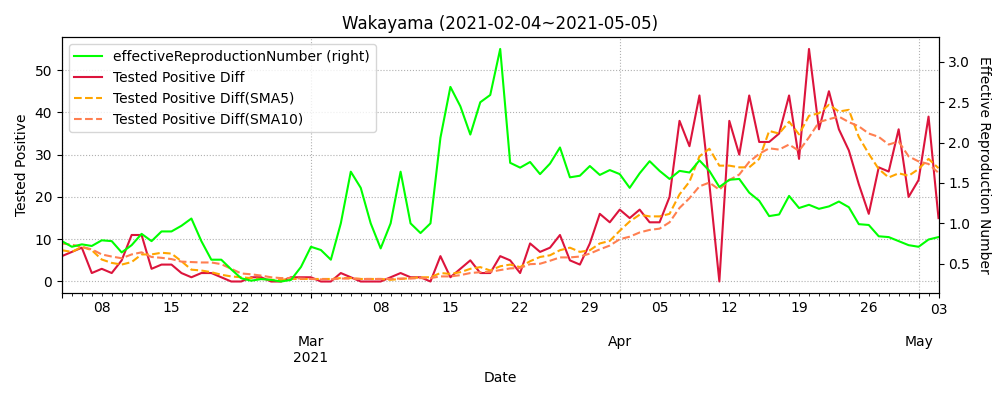 Wakayama (2021-02-04~2021-05-05)
effectiveReproductionNumber (right)
Tested Positive Diff
Tested Positive Diff(SMA5)
Tested Positive Diff(SMA10)
Tested Positive
50
40
30
20
10
0
3.0
2.5
2.0
1.5
1.0
0.5
Effective Reproduction Number
08 15 22 08 15 22 29 05 12 19 26 03
Mar Apr May
2021
Date